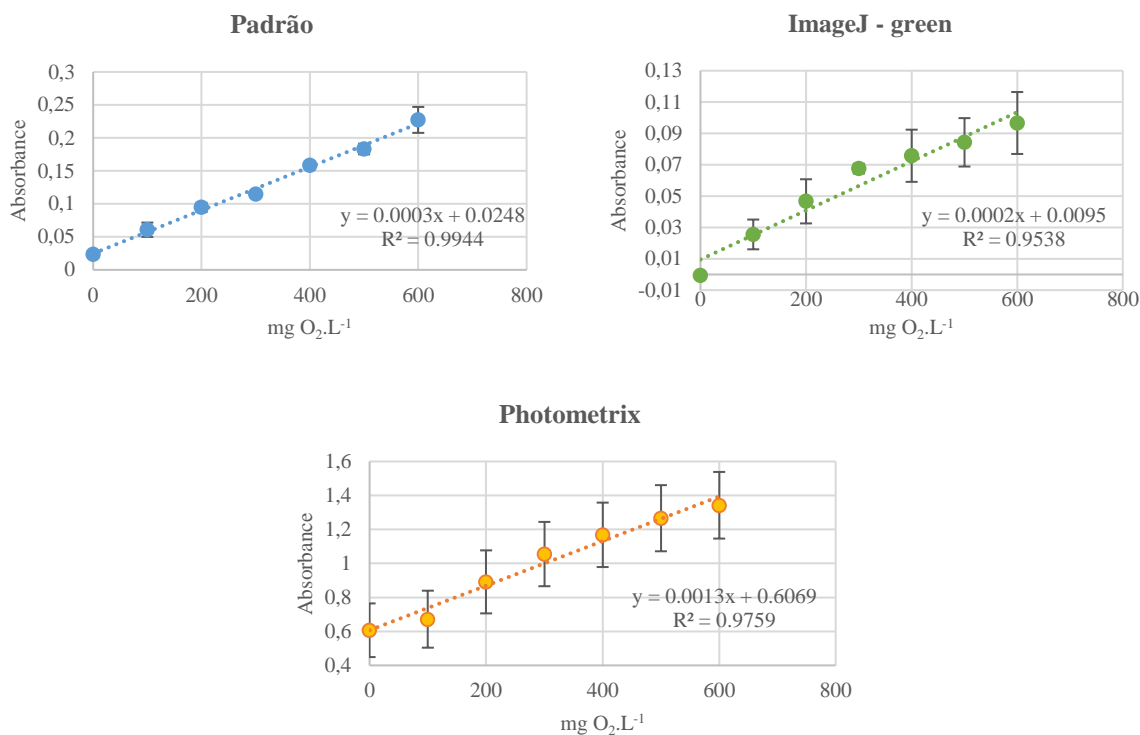 Padrão
0,3
0,25
0,2
0,15
0,1
0,05
0
Absorbance
y = 0.0003x + 0.0248
R² = 0.9944
0 200 400 600 800
mg O₂.L⁻¹
ImageJ - green
0,13
0,11
0,09
0,07
0,05
0,03
0,01
-0,01
Absorbance
y = 0.0002x + 0.0095
R² = 0.9538
0 200 400 600 800
mg O₂.L⁻¹
Photometrix
1,6
1,4
1,2
1
0,8
0,6
0,4
Absorbance
y = 0.0013x + 0.6069
R² = 0.9759
0 200 400 600 800
mg O₂.L⁻¹